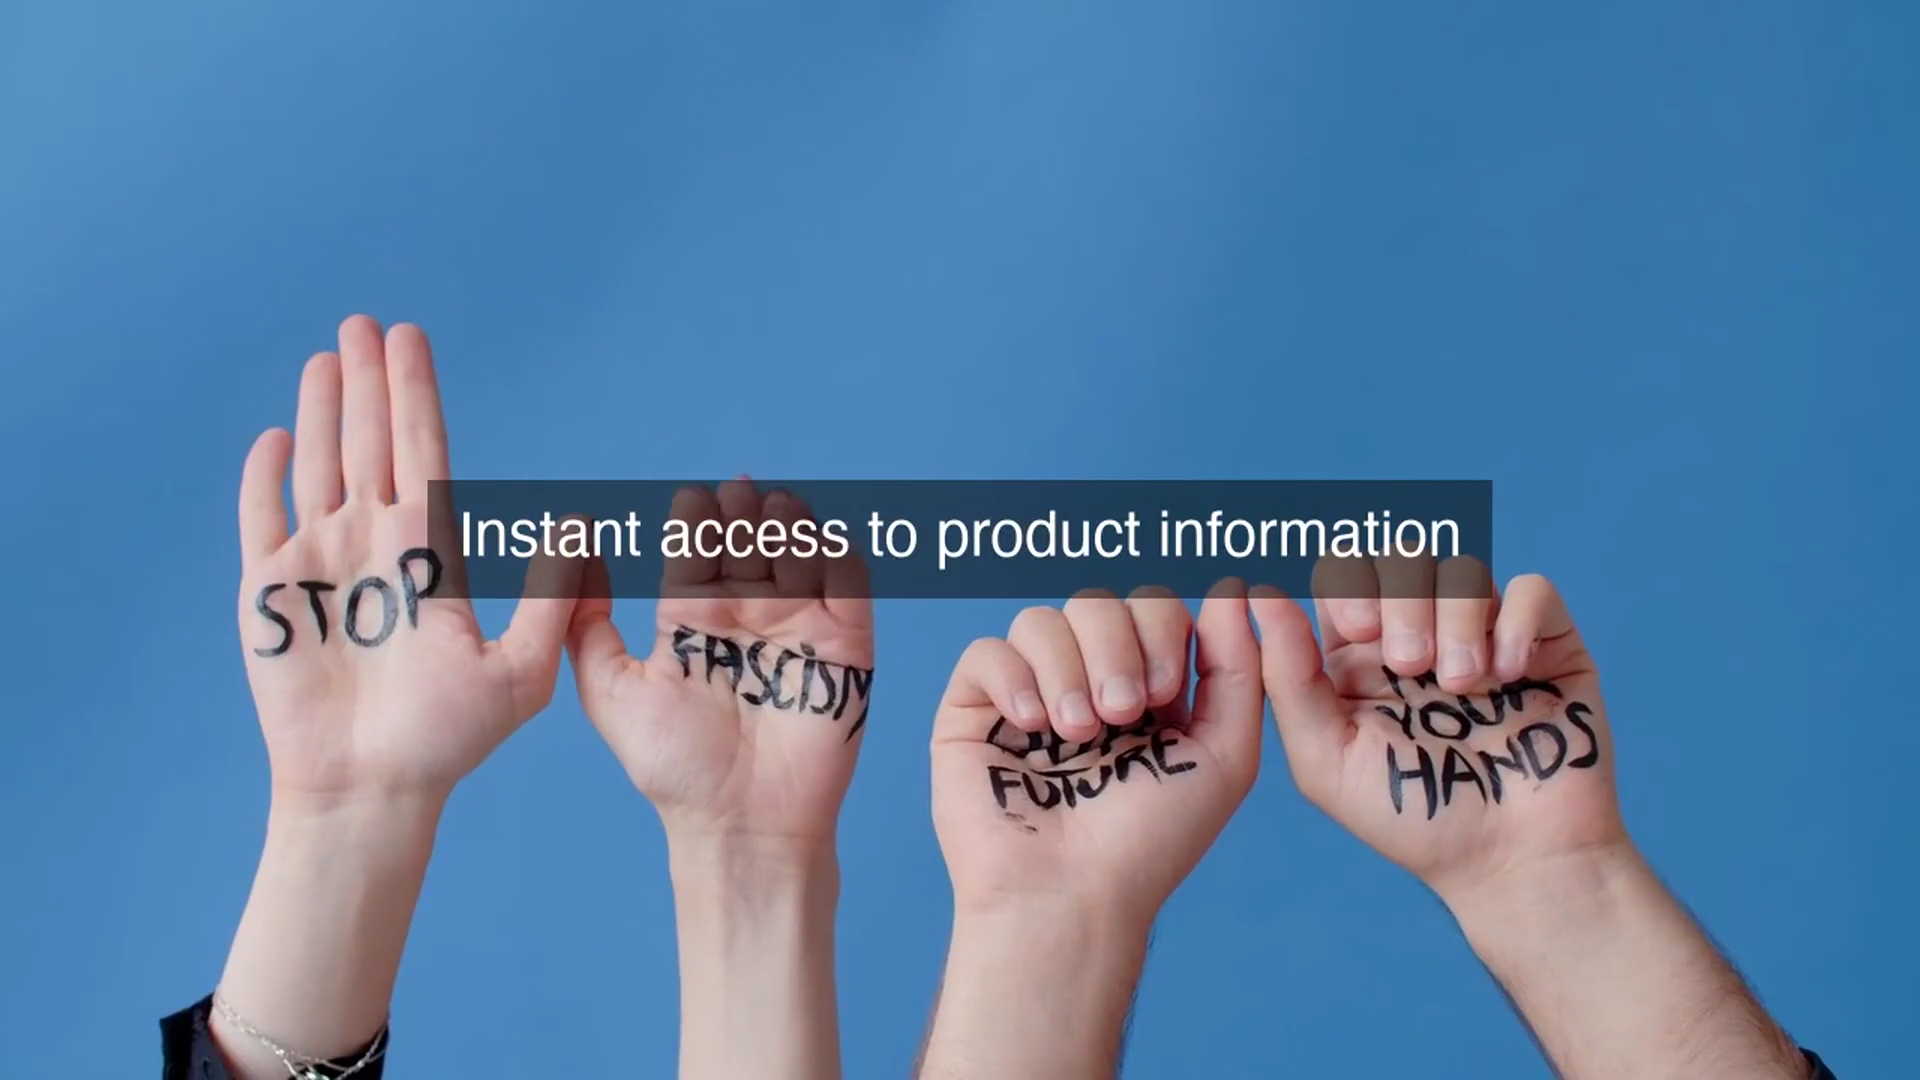 Instant access to product information
STOP
FASCISM
FUTURE
YOUR
HANDS